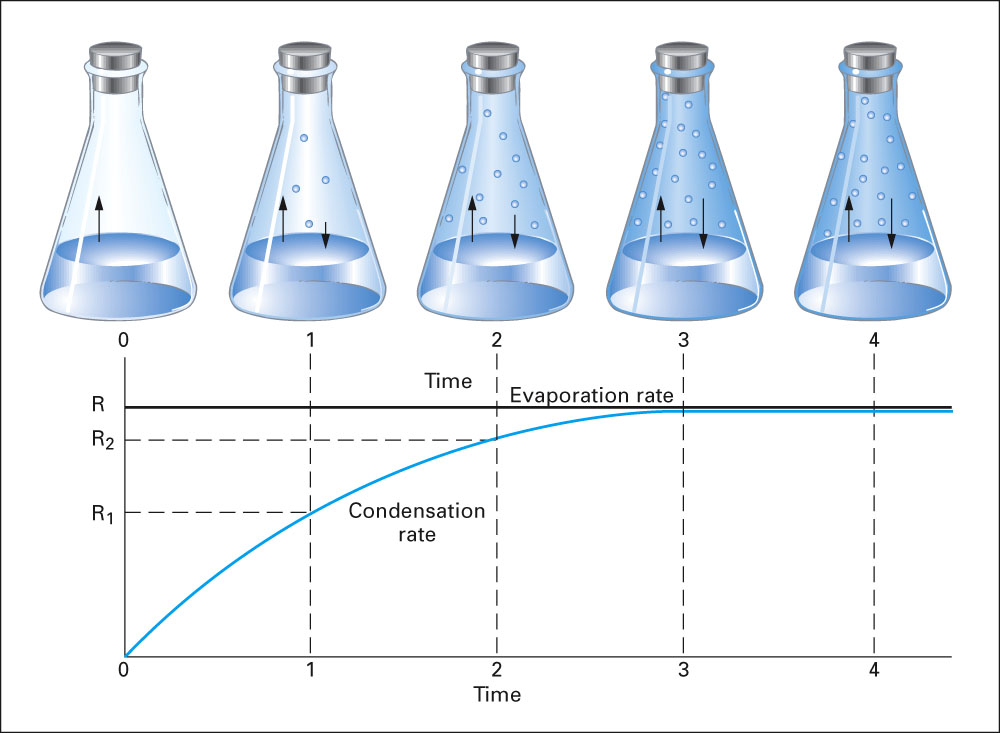 0 1 2 3 4
Time
Evaporation rate
R
R2
R1
Condensation
rate
0 1 2 3 4
Time